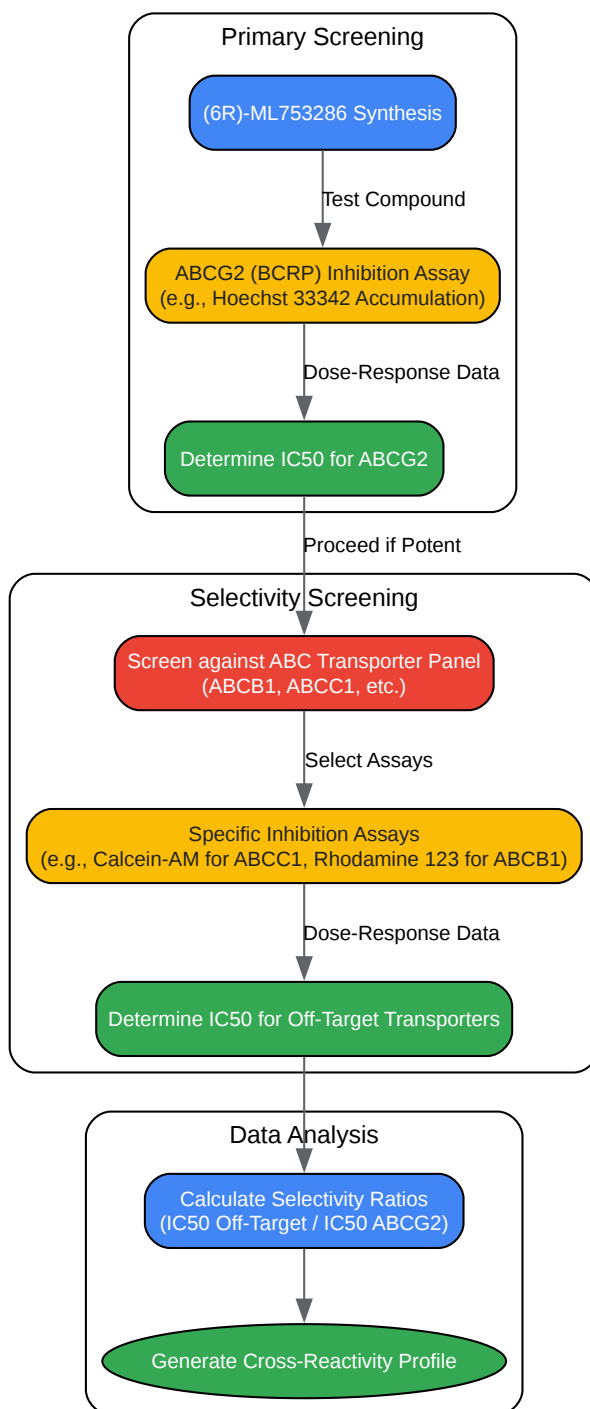 Primary Screening
(6R)-ML753286 Synthesis
Test Compound
ABCG2 (BCRP) Inhibition Assay
(e.g., Hoechst 33342 Accumulation)
Dose-Response Data
Determine IC50 for ABCG2
Proceed if Potent
Selectivity Screening
Screen against ABC Transporter Panel
(ABCB1, ABCC1, etc.)
Select Assays
Specific Inhibition Assays
(e.g., Calcein-AM for ABCC1, Rhodamine 123 for ABCB1)
Dose-Response Data
Determine IC50 for Off-Target Transporters
Data Analysis
Calculate Selectivity Ratios
(IC50 Off-Target / IC50 ABCG2)
Generate Cross-Reactivity Profile